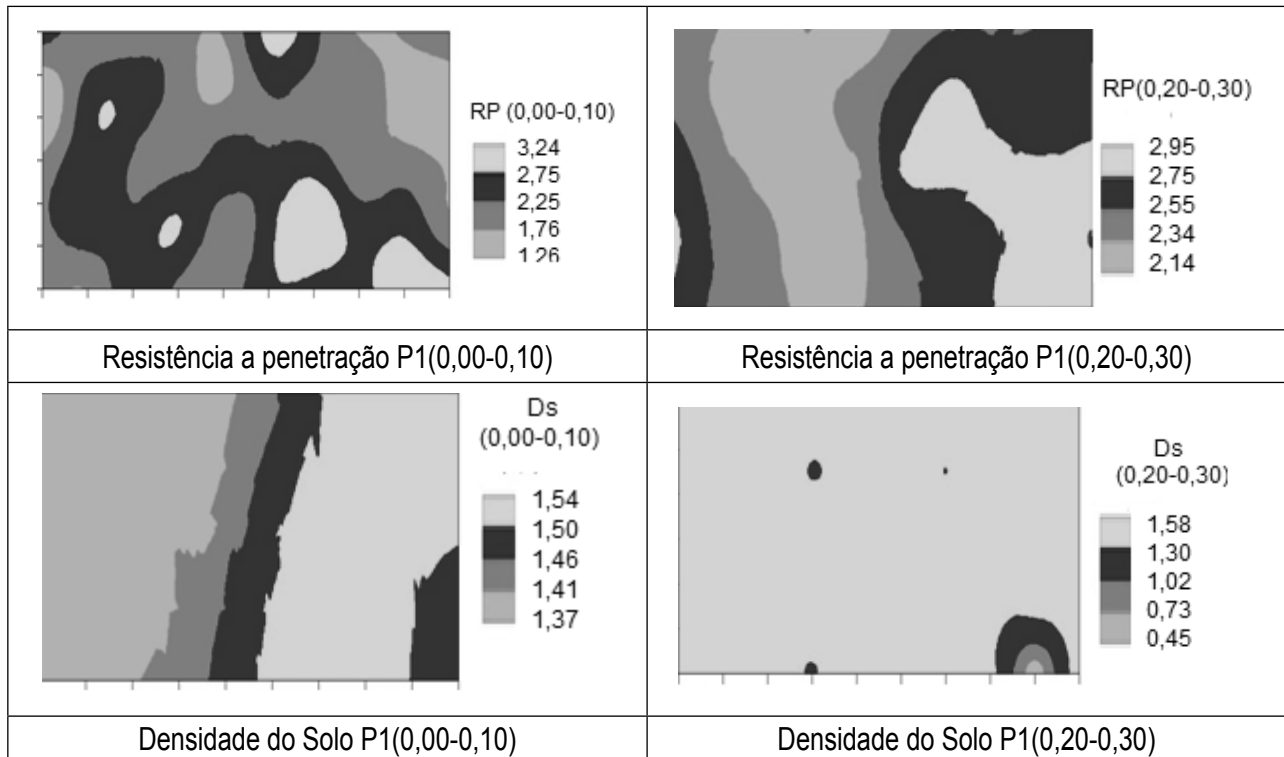 RP (0,00-0,10)
3,24
2,75
2,25
1,76
1,26
RP(0,20-0,30)
2,95
2,75
2,55
2,34
2,14
Resistência a penetração P1(0,00-0,10)
Resistência a penetração P1(0,20-0,30)
Ds
(0,00-0,10)
1,54
1,50
1,46
1,41
1,37
Ds
(0,20-0,30)
1,58
1,30
1,02
0,73
0,45
Densidade do Solo P1(0,00-0,10)
Densidade do Solo P1(0,20-0,30)